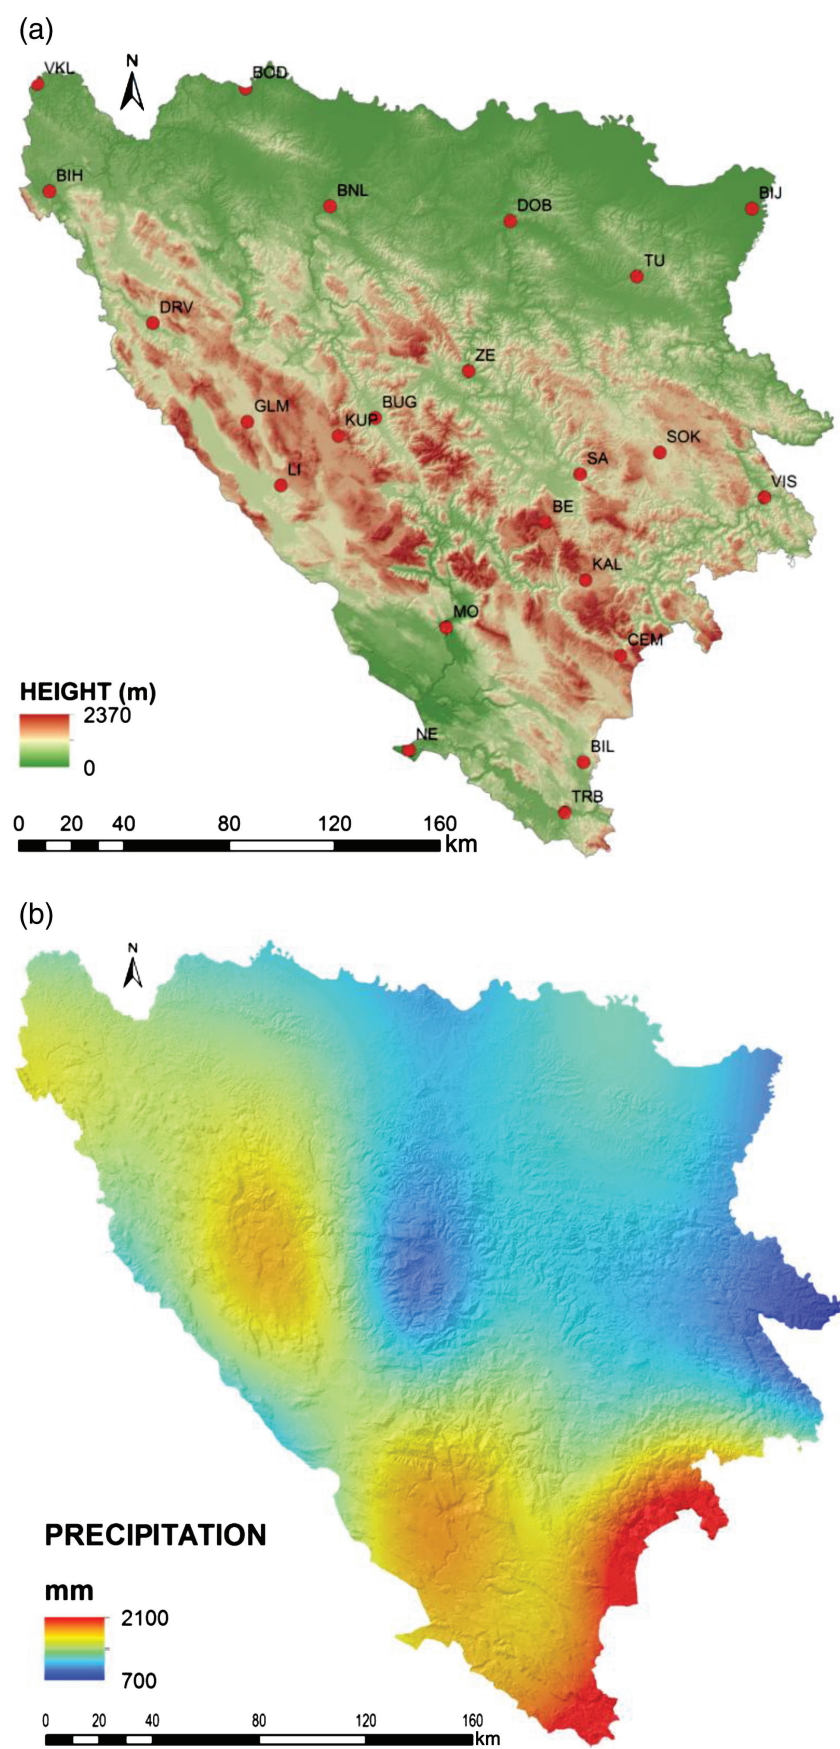 (a)
N
VKL
BOD
BIH
BNL
DOB
BIJ
TU
DRV
ZE
GLM
BUG
KUP
SOK
SA
LI
VIS
BE
KAL
MO
CEM
HEIGHT (m)
2370
0
NE
BIL
TRB
0 20 40 80 120 160
km
(b)
N
PRECIPITATION
mm
2100
700
0 20 40 80 120 160
km